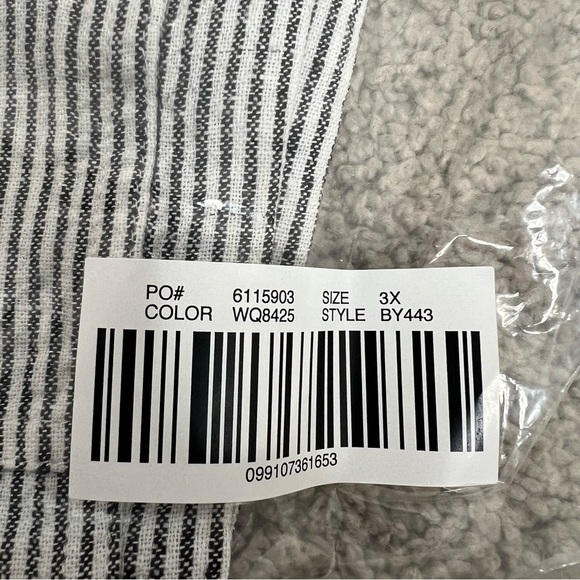 PO# 6115903 SIZE 3X
COLOR WQ8425 STYLE BY443
099107361653